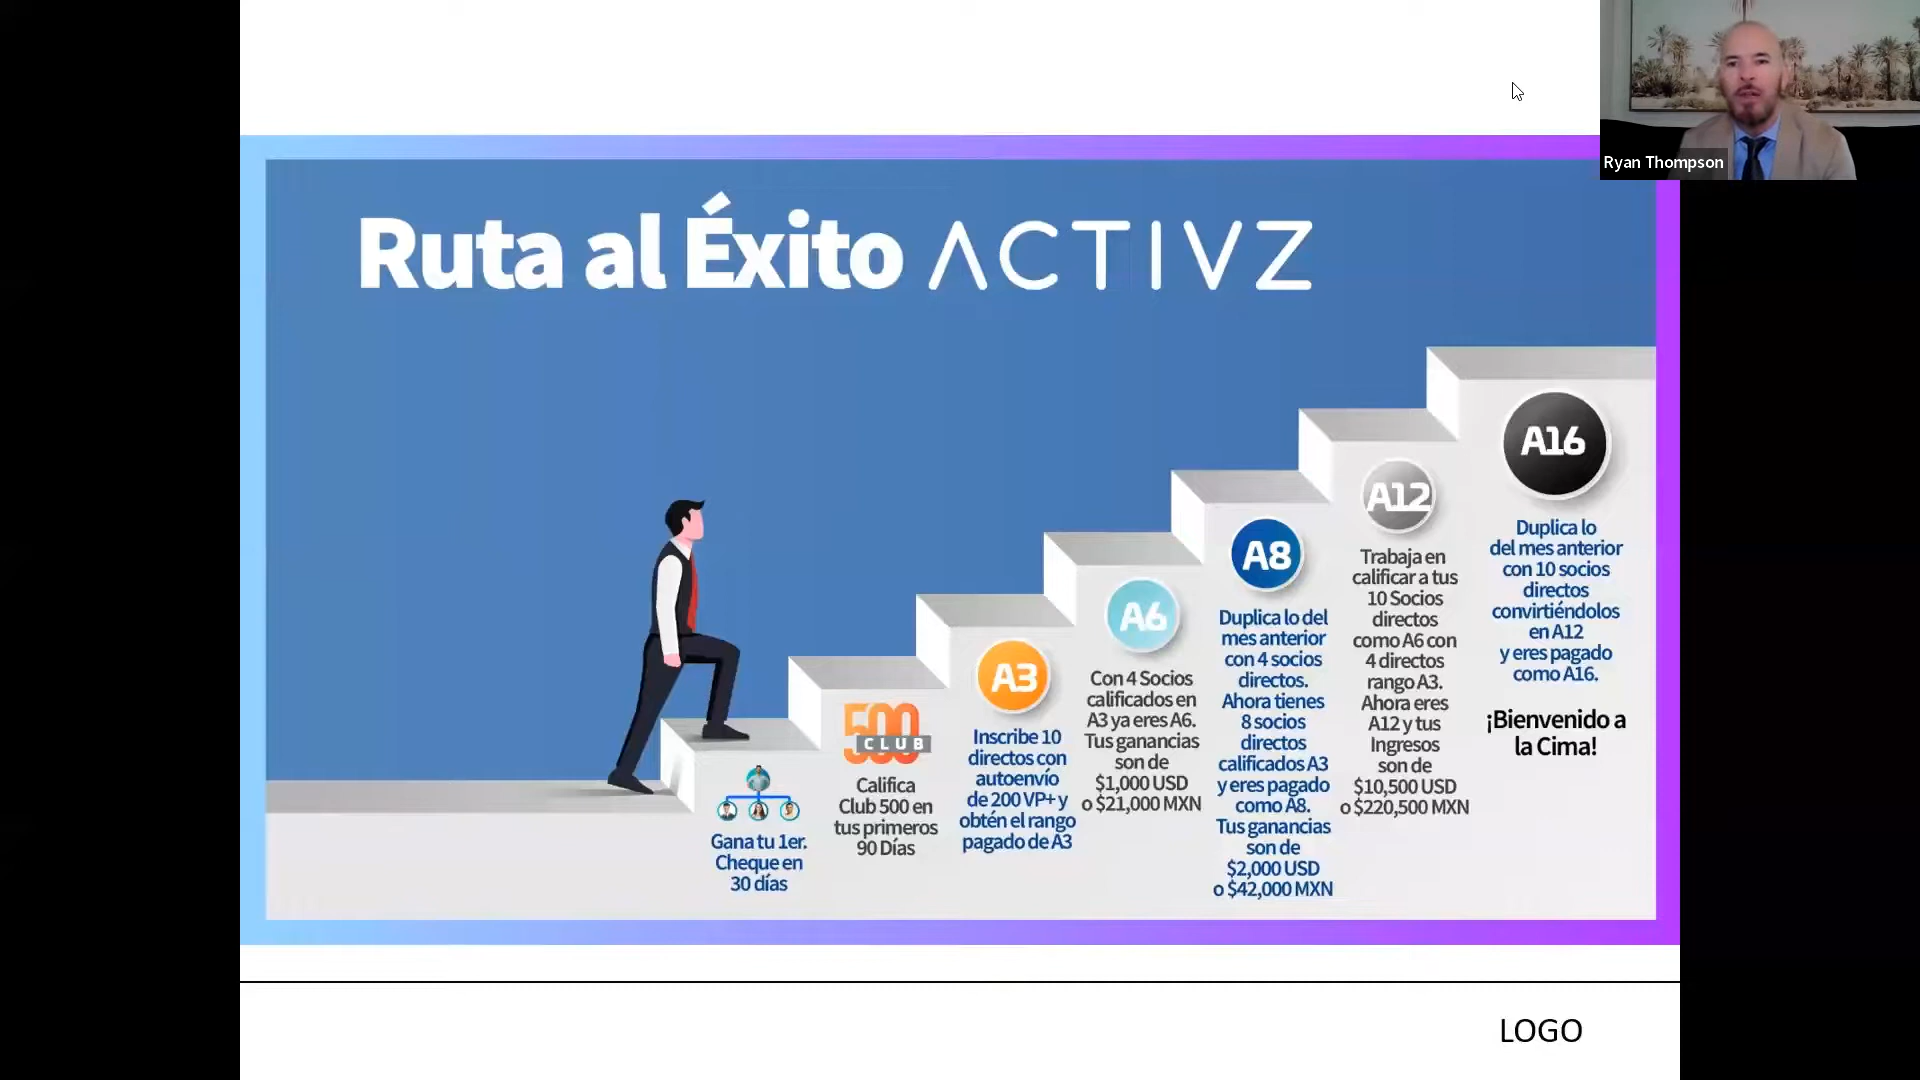 Ryan Thompson
Ruta al Éxito ACTIVZ
Gana tu 1er.
Cheque en
30 días
500
CLUB
Califica
Club 500 en
tus primeros
90 Días
A3
Inscribe 10
directos con
autoenvío
de 200 VP+ y
obtén el rango
pagado de A3
A6
Con 4 Socios
calificados en
A3 ya eres A6.
Tus ganancias
son de
$1,000 USD
o $21,000 MXN
A8
Duplica lo del
mes anterior
con 4 socios
directos.
Ahora tienes
8 socios
directos
calificados A3
y eres pagado
como A8.
Tus ganancias
son de
$2,000 USD
o $42,000 MXN
A12
Trabaja en
calificar a tus
10 Socios
directos
como A6 con
4 directos
rango A3.
Ahora eres
A12 y tus
Ingresos
son de
$10,500 USD
o $220,500 MXN
A16
Duplica lo
del mes anterior
con 10 socios
directos
convirtiéndolos
en A12
y eres pagado
como A16.
¡Bienvenido a
la Cima!
LOGO